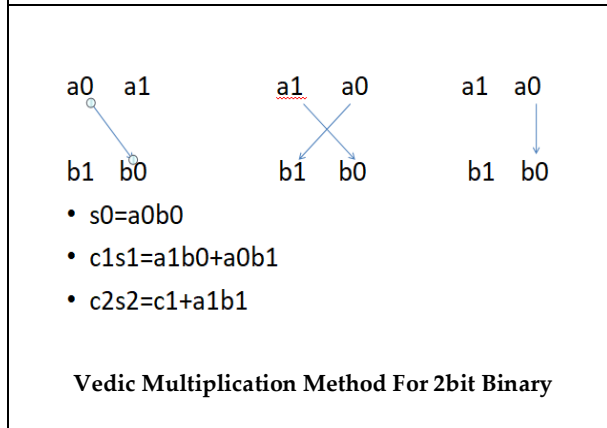 a0 a1 a1 a0 a1 a0
b1 b0 b1 b0 b1 b0
• s0=a0b0
• c1s1=a1b0+a0b1
• c2s2=c1+a1b1
Vedic Multiplication Method For 2bit Binary